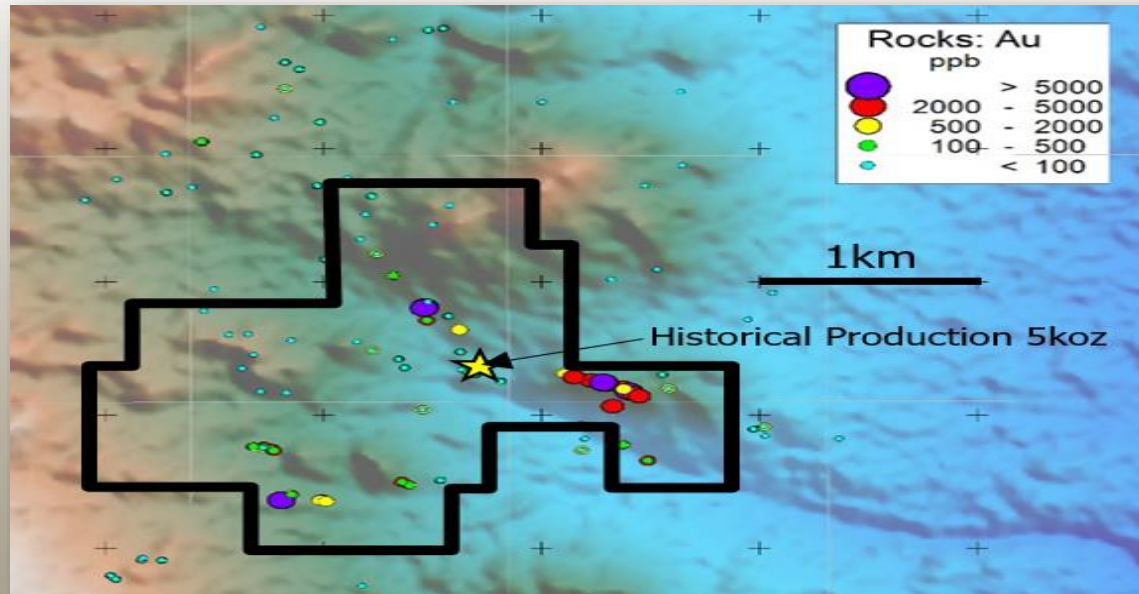 Rocks: Au
ppb
> 5000
2000 - 5000
500 - 2000
100 - 500
< 100
1km
Historical Production 5koz